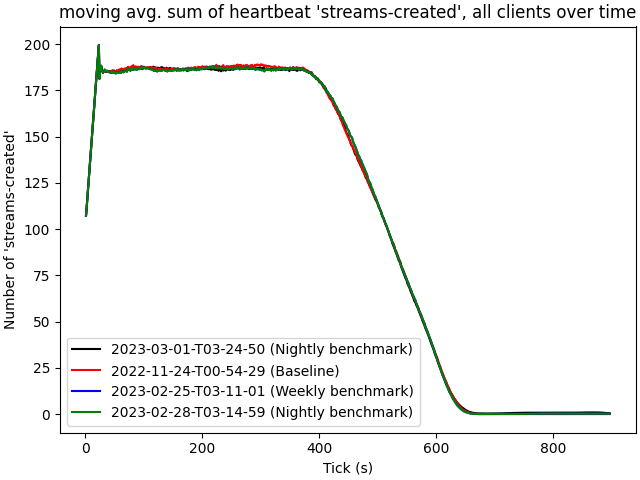 moving avg. sum of heartbeat 'streams-created', all clients over time
Number of 'streams-created'
200
175
150
125
100
75
50
25
0
2023-03-01-T03-24-50 (Nightly benchmark)
2022-11-24-T00-54-29 (Baseline)
2023-02-25-T03-11-01 (Weekly benchmark)
2023-02-28-T03-14-59 (Nightly benchmark)
0 200 400 600 800
Tick (s)